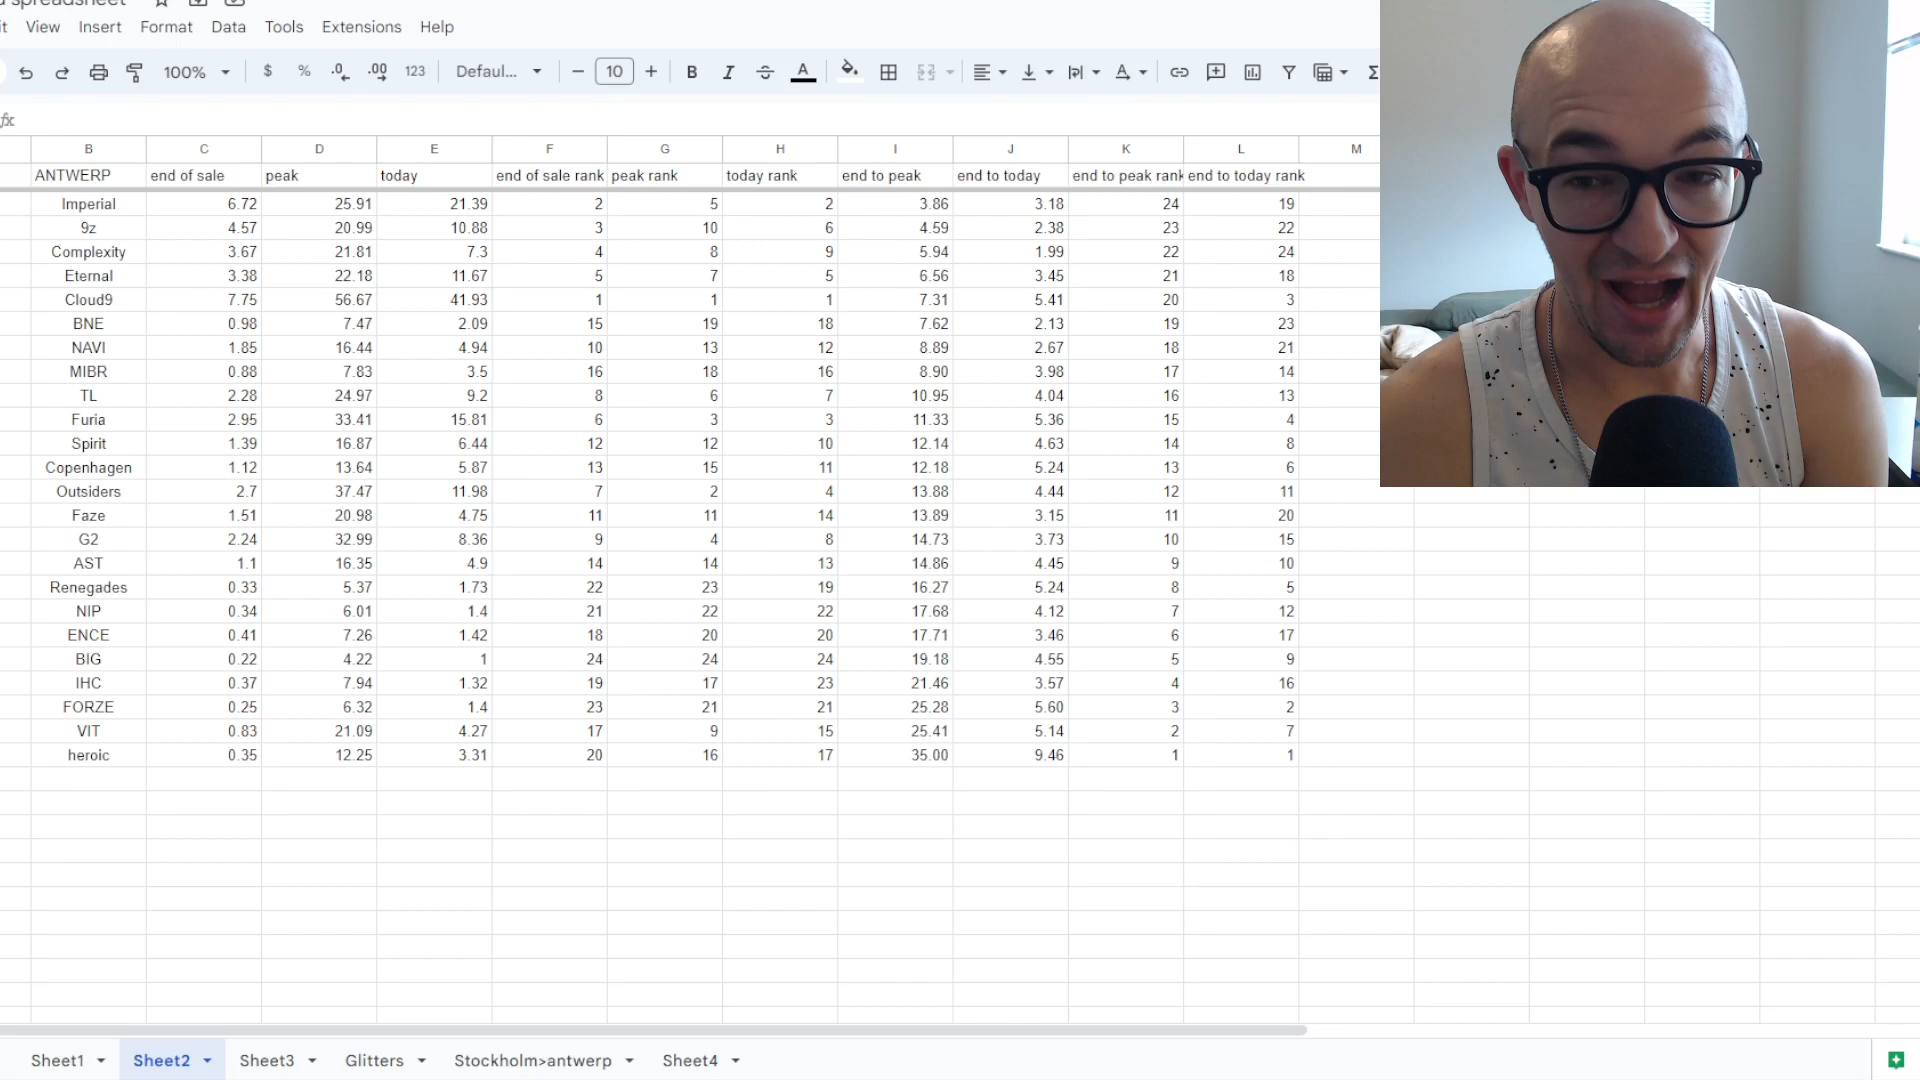 spreadsheet
View Insert Format Data Tools Extensions Help
100% $ % .0 .00 123 Defaul... − 10 + B I A A Σ
fx
B C D E F G H I J K L M
ANTWERP end of sale peak today end of sale rank peak rank today rank end to peak end to today end to peak rank end to today rank
Imperial 6.72 25.91 21.39 2 5 2 3.86 3.18 24 19
9z 4.57 20.99 10.88 3 10 6 4.59 2.38 23 22
Complexity 3.67 21.81 7.3 4 8 9 5.94 1.99 22 24
Eternal 3.38 22.18 11.67 5 7 5 6.56 3.45 21 18
Cloud9 7.75 56.67 41.93 1 1 1 7.31 5.41 20 3
BNE 0.98 7.47 2.09 15 19 18 7.62 2.13 19 23
NAVI 1.85 16.44 4.94 10 13 12 8.89 2.67 18 21
MIBR 0.88 7.83 3.5 16 18 16 8.90 3.98 17 14
TL 2.28 24.97 9.2 8 6 7 10.95 4.04 16 13
Furia 2.95 33.41 15.81 6 3 3 11.33 5.36 15 4
Spirit 1.39 16.87 6.44 12 12 10 12.14 4.63 14 8
Copenhagen 1.12 13.64 5.87 13 15 11 12.18 5.24 13 6
Outsiders 2.7 37.47 11.98 7 2 4 13.88 4.44 12 11
Faze 1.51 20.98 4.75 11 11 14 13.89 3.15 11 20
G2 2.24 32.99 8.36 9 4 8 14.73 3.73 10 15
AST 1.1 16.35 4.9 14 14 13 14.86 4.45 9 10
Renegades 0.33 5.37 1.73 22 23 19 16.27 5.24 8 5
NIP 0.34 6.01 1.4 21 22 22 17.68 4.12 7 12
ENCE 0.41 7.26 1.42 18 20 20 17.71 3.46 6 17
BIG 0.22 4.22 1 24 24 24 19.18 4.55 5 9
IHC 0.37 7.94 1.32 19 17 23 21.46 3.57 4 16
FORZE 0.25 6.32 1.4 23 21 21 25.28 5.60 3 2
VIT 0.83 21.09 4.27 17 9 15 25.41 5.14 2 7
heroic 0.35 12.25 3.31 20 16 17 35.00 9.46 1 1
Sheet1 Sheet2 Sheet3 Glitters Stockholm>antwerp Sheet4